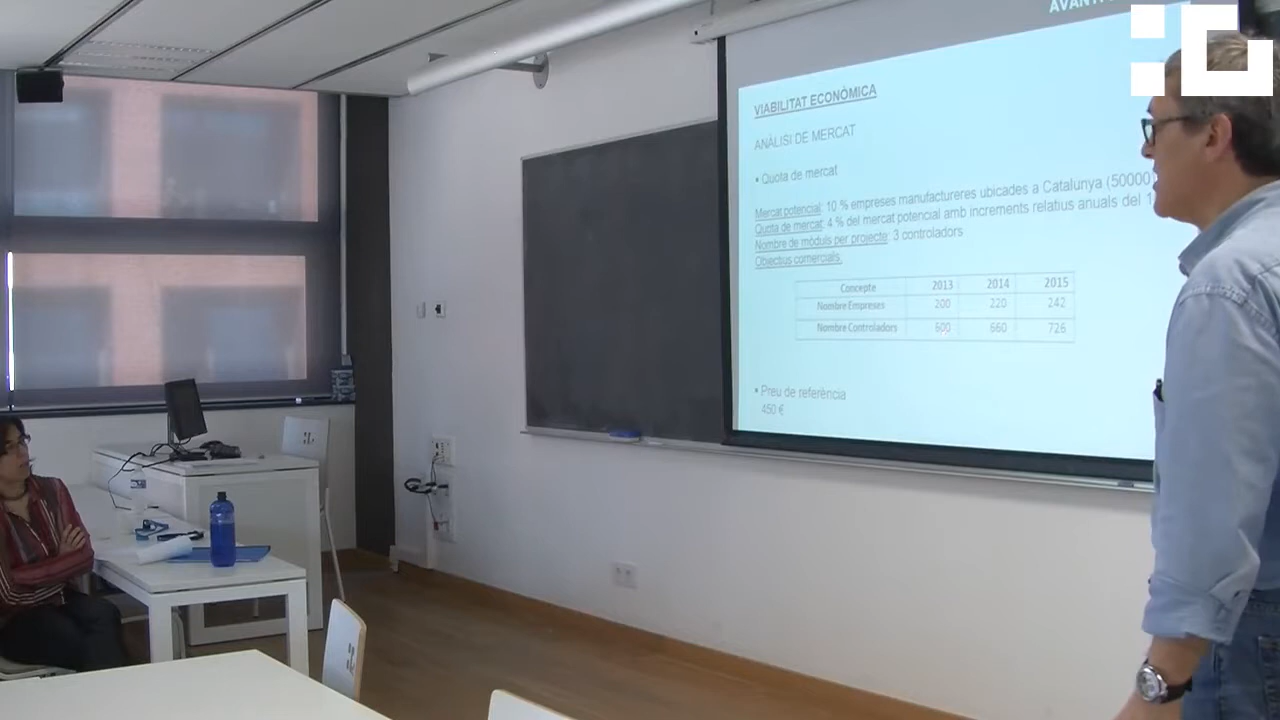 VIABILITAT ECONÒMICA
ANÀLISI DE MERCAT
• Quota de mercat
Mercat potencial: 10 % empreses manufactureres ubicades a Catalunya (50000
Quota de mercat: 4 % del mercat potencial amb increments relatius anuals del 1
Nombre de mòduls per projecte: 3 controladors
Objectius comercials.
Concepte 2013 2014 2015
Nombre Empreses 200 220 242
Nombre Controladors 600 660 726
• Preu de referència
450 €